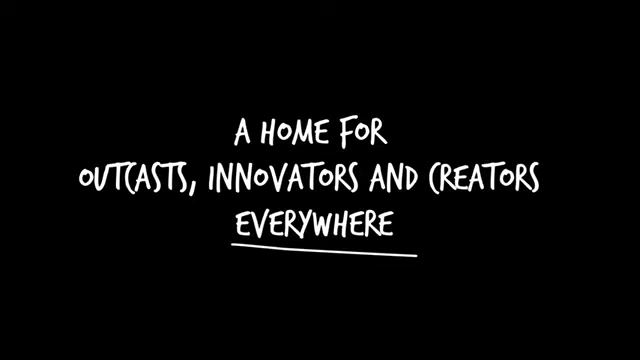 A HOME FOR
OUTCASTS, INNOVATORS AND CREATORS
EVERYWHERE